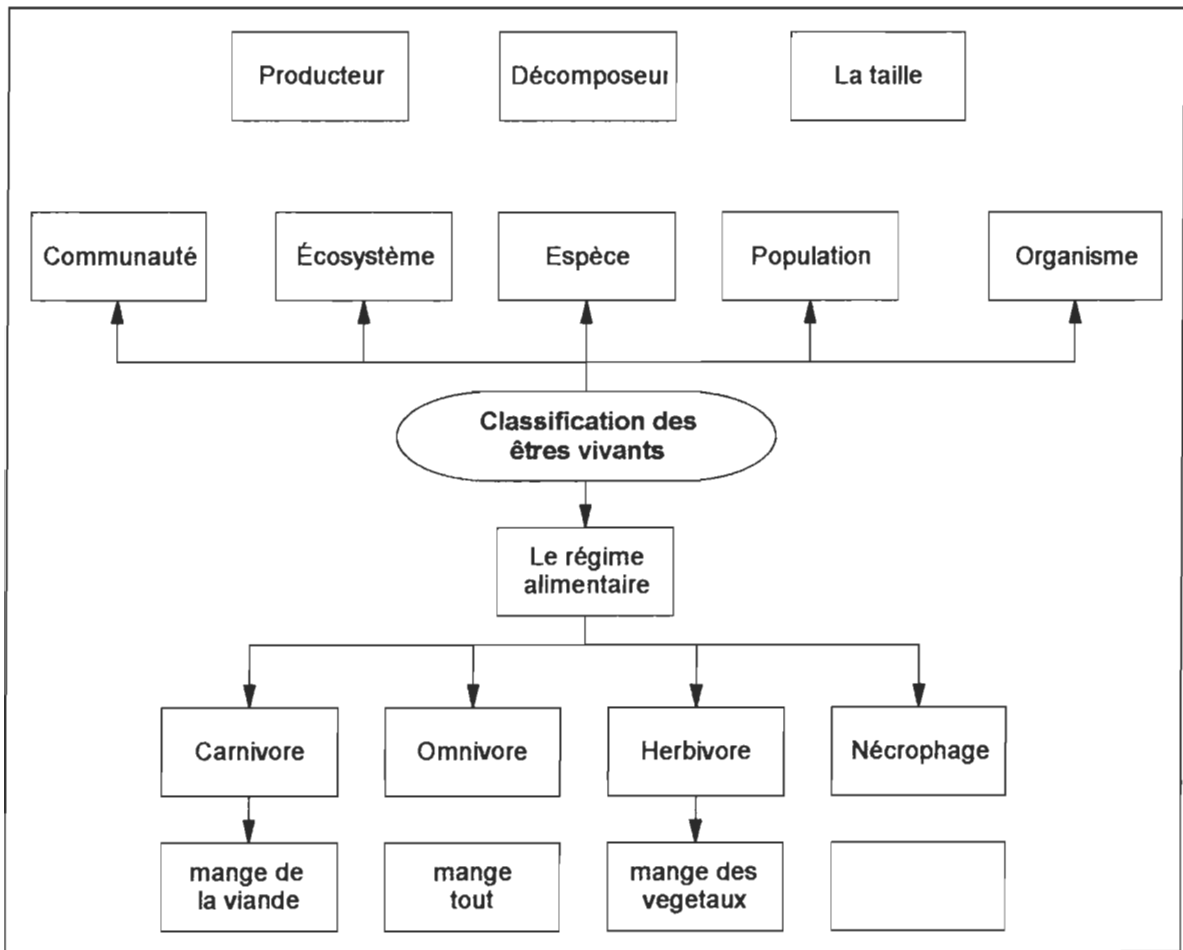 Producteur
Décomposeur
La taille
Communauté
Écosystème
Espèce
Population
Organisme
Classification des
êtres vivants
Le régime
alimentaire
Carnivore
Omnivore
Herbivore
Nécrophage
mange de
la viande
mange
tout
mange des
vegetaux